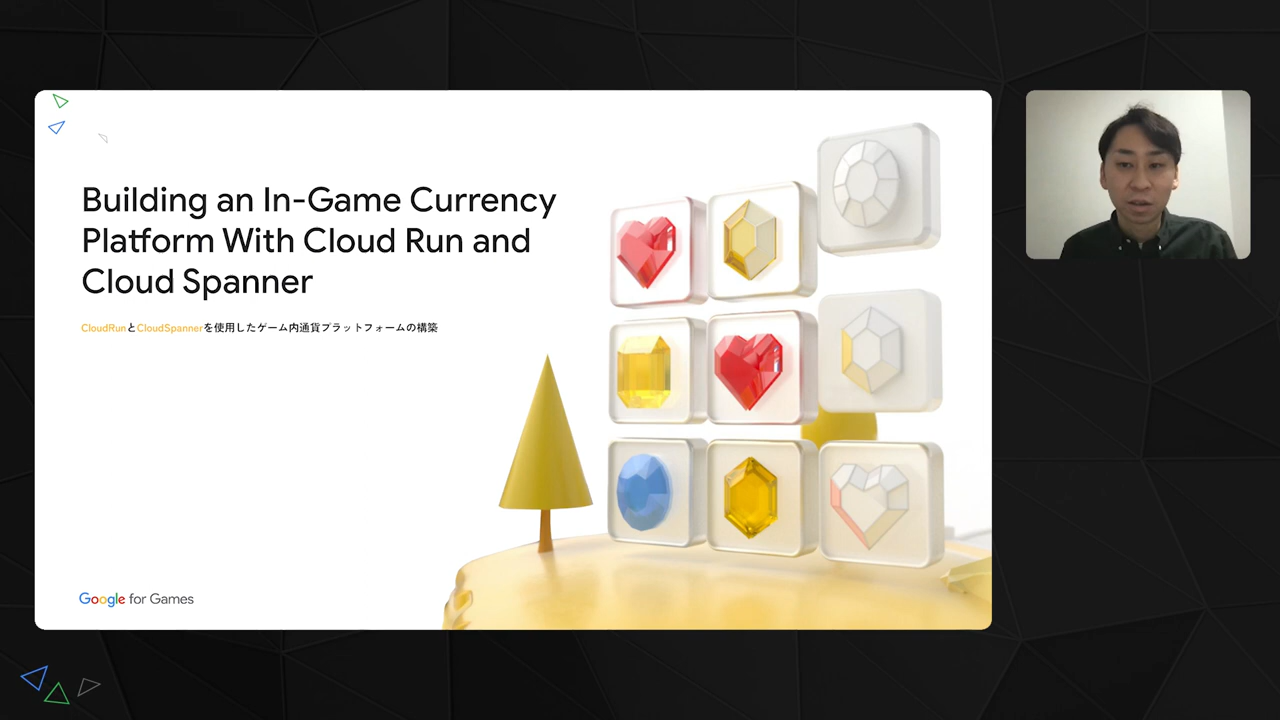 Building an In-Game Currency
Platform With Cloud Run and
Cloud Spanner
CloudRunとCloudSpannerを使用したゲーム内通貨プラットフォームの構築
Google for Games